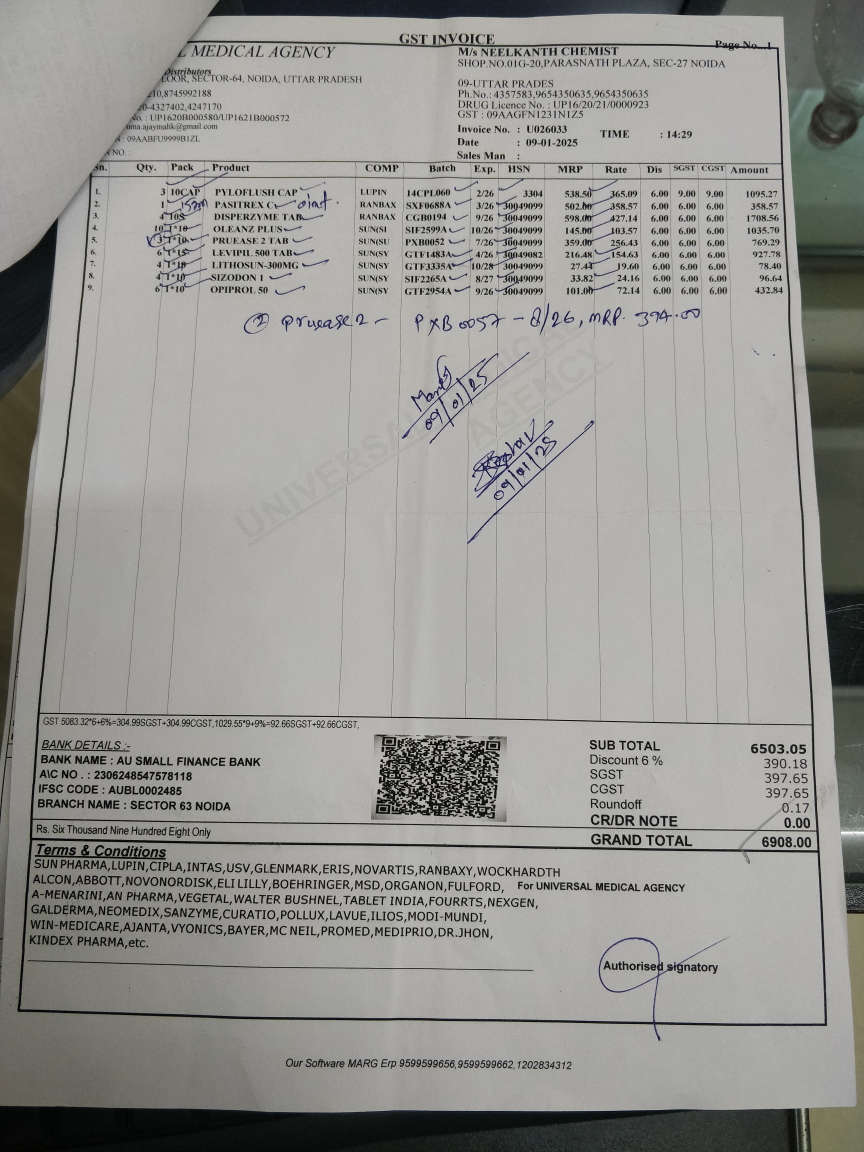 GST INVOICE
Page No...1
L MEDICAL AGENCY
Distributors
LOOR, SECTOR-64, NOIDA, UTTAR PRADESH
210,8745992188
20-4327402,4247170
No. : UP1620B000580/UP1621B000572
ma.ajaymalik@gmail.com
N : 09AABFU9999B1ZL
NO. :
M/s NEELKANTH CHEMIST
SHOP.NO.01G-20,PARASNATH PLAZA, SEC-27 NOIDA
09-UTTAR PRADES
Ph.No.: 4357583,9654350635,9654350635
DRUG Licence No. : UP16/20/21/0000923
GST : 09AAGFN1231N1Z5
Invoice No. : U026033 TIME : 14:29
Date : 09-01-2025
Sales Man :
Sn. Qty. Pack Product COMP Batch Exp. HSN MRP Rate Dis SGST CGST Amount
1. 3 10CAP PYLOFLUSH CAP LUPIN 14CPL060 2/26 3304 538.50 365.09 6.00 9.00 9.00 1095.27
2. 1 15gm PASITREX oint. RANBAX SXF0688A 3/26 30049099 502.00 358.57 6.00 6.00 6.00 358.57
3. 4 10S DISPERZYME TAB RANBAX CGB0194 9/26 30049099 598.00 427.14 6.00 6.00 6.00 1708.56
4. 10 1*10 OLEANZ PLUS SUN(SI SIF2599A 10/26 30049099 145.00 103.57 6.00 6.00 6.00 1035.70
5. 3 1*10 PRUEASE 2 TAB SUN(SU PXB0052 7/26 30049099 359.00 256.43 6.00 6.00 6.00 769.29
6. 6 1*15 LEVIPIL 500 TAB SUN(SY GTF1483A 4/26 30049082 216.48 154.63 6.00 6.00 6.00 927.78
7. 4 1*10 LITHOSUN-300MG SUN(SY GTF3335A 10/28 30049099 27.44 19.60 6.00 6.00 6.00 78.40
8. 4 1*10 SIZODON 1 SUN(SY SIF2265A 8/27 30049099 33.82 24.16 6.00 6.00 6.00 96.64
9. 6 1*10 OPIPROL 50 SUN(SY GTF2954A 9/26 30049099 101.00 72.14 6.00 6.00 6.00 432.84
② Pruease 2 - PXB0057 - 8/26, MRP. 394.00
09/01/25
09/01/25
UNIVERSAL MEDICAL AGENCY
GST 5083.32*6+6%=304.99SGST+304.99CGST,1029.55*9+9%=92.66SGST+92.66CGST,
BANK DETAILS :-
BANK NAME : AU SMALL FINANCE BANK
A\C NO . : 2306248547578118
IFSC CODE : AUBL0002485
BRANCH NAME : SECTOR 63 NOIDA
SUB TOTAL 6503.05
Discount 6 % 390.18
SGST 397.65
CGST 397.65
Roundoff 0.17
CR/DR NOTE 0.00
Rs. Six Thousand Nine Hundred Eight Only
GRAND TOTAL 6908.00
Terms & Conditions
SUN PHARMA,LUPIN,CIPLA,INTAS,USV,GLENMARK,ERIS,NOVARTIS,RANBAXY,WOCKHARDTH
ALCON,ABBOTT,NOVONORDISK,ELI LILLY,BOEHRINGER,MSD,ORGANON,FULFORD,
A-MENARINI,AN PHARMA,VEGETAL,WALTER BUSHNEL,TABLET INDIA,FOURRTS,NEXGEN,
GALDERMA,NEOMEDIX,SANZYME,CURATIO,POLLUX,LAVUE,ILIOS,MODI-MUNDI,
WIN-MEDICARE,AJANTA,VYONICS,BAYER,MC NEIL,PROMED,MEDIPRIO,DR.JHON,
KINDEX PHARMA,etc.
For UNIVERSAL MEDICAL AGENCY
Authorised signatory
Our Software MARG Erp 9599599656,9599599662,1202834312